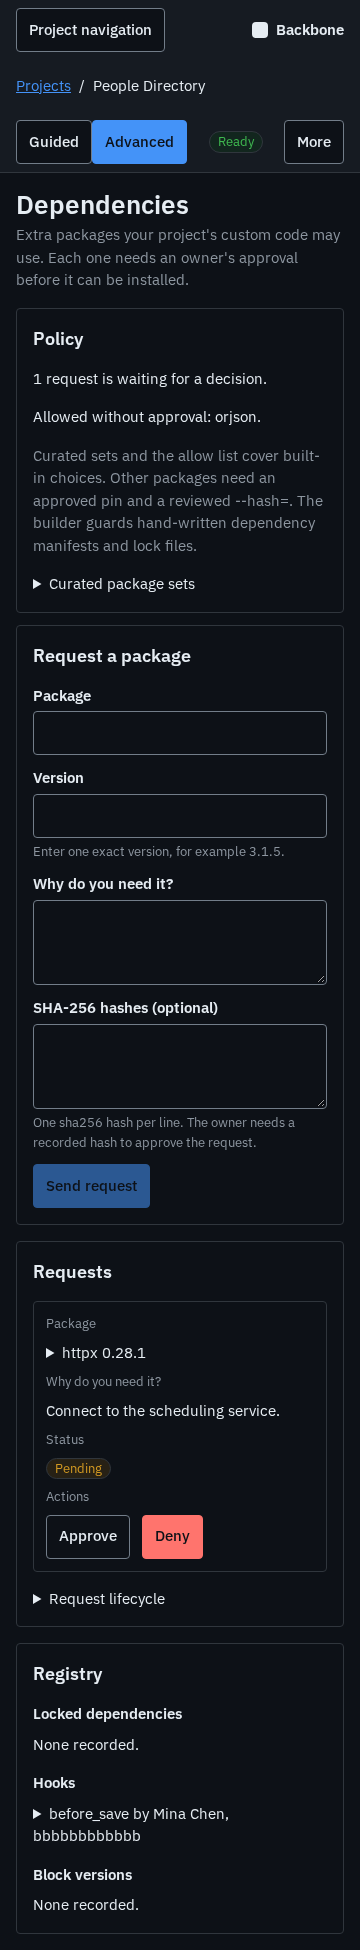 Project navigation
Backbone
Projects / People Directory
Guided
Advanced
Ready
More
Dependencies
Extra packages your project's custom code may
use. Each one needs an owner's approval
before it can be installed.
Policy
1 request is waiting for a decision.
Allowed without approval: orjson.
Curated sets and the allow list cover built-
in choices. Other packages need an
approved pin and a reviewed --hash=. The
builder guards hand-written dependency
manifests and lock files.
Curated package sets
Request a package
Package
Version
Enter one exact version, for example 3.1.5.
Why do you need it?
SHA-256 hashes (optional)
One sha256 hash per line. The owner needs a
recorded hash to approve the request.
Send request
Requests
Package
httpx 0.28.1
Why do you need it?
Connect to the scheduling service.
Status
Pending
Actions
Approve
Deny
Request lifecycle
Registry
Locked dependencies
None recorded.
Hooks
before_save by Mina Chen,
bbbbbbbbbbbb
Block versions
None recorded.